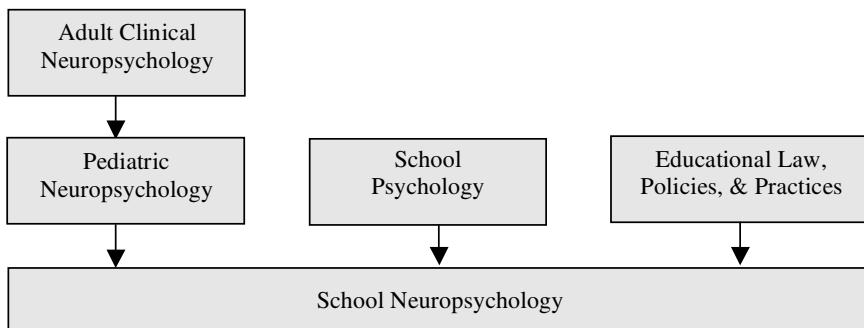 Adult Clinical
Neuropsychology
Pediatric
Neuropsychology
School
Psychology
Educational Law,
Policies, & Practices
School Neuropsychology